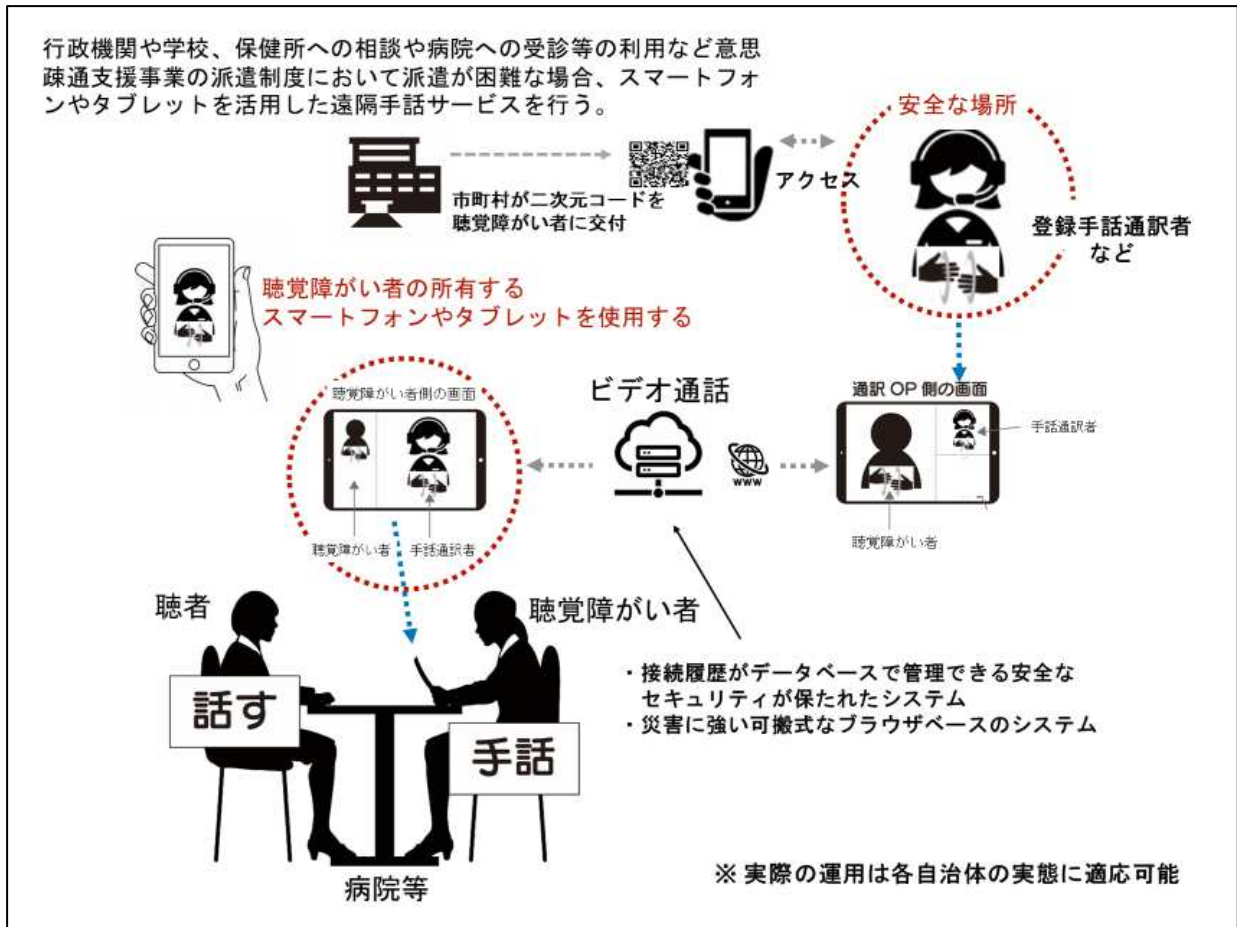 行政機関や学校、保健所への相談や病院への受診等の利用など意思
疎通支援事業の派遣制度において派遣が困難な場合、スマートフォ
ンやタブレットを活用した遠隔手話サービスを行う。
安全な場所
アクセス
市町村が二次元コードを
聴覚障がい者に交付
登録手話通訳者
など
聴覚障がい者の所有する
スマートフォンやタブレットを使用する
聴覚障がい者側の画面
ビデオ通話
通訳 OP 側の画面
手話通訳者
WWW
聴覚障がい者
手話通訳者
聴覚障がい者
聴者
聴覚障がい者
・接続履歴がデータベースで管理できる安全な
セキュリティが保たれたシステム
・災害に強い可搬式なブラウザベースのシステム
話す
手話
病院等
※ 実際の運用は各自治体の実態に適応可能